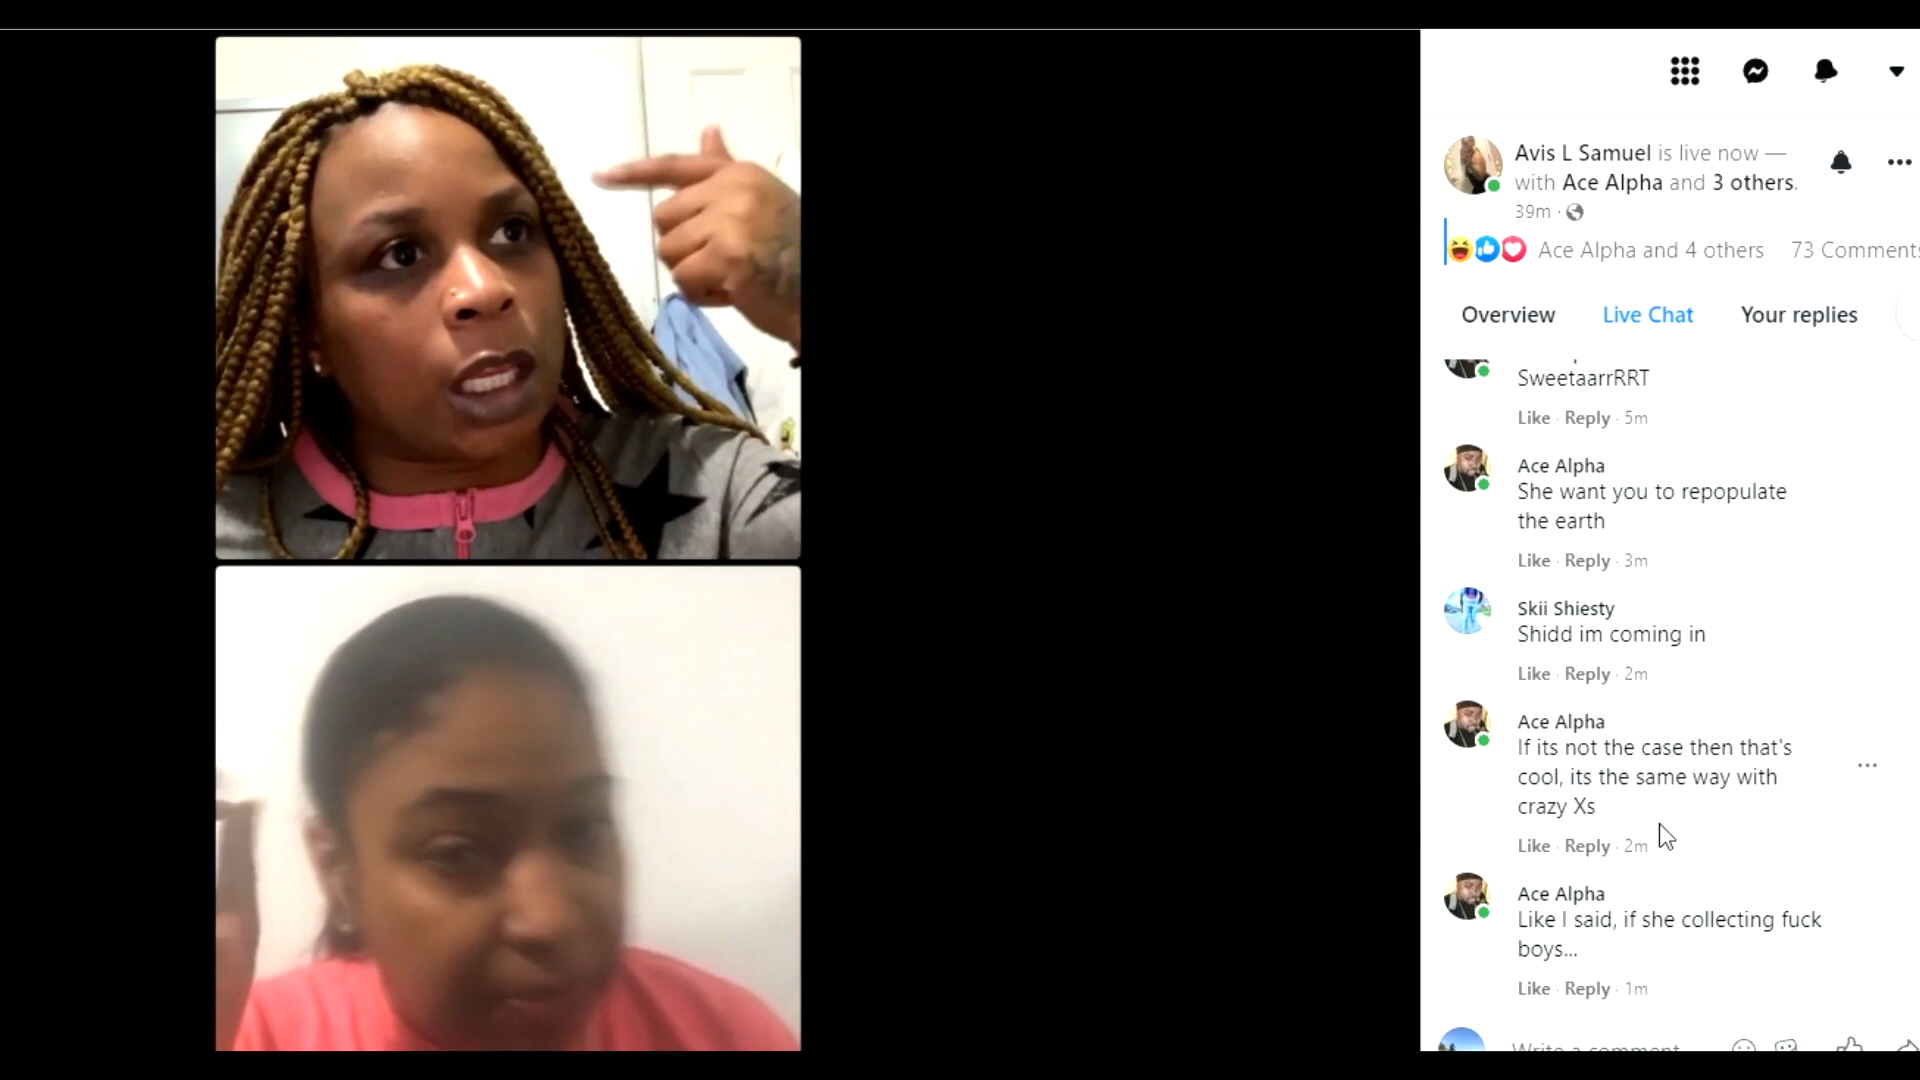 Avis L Samuel is live now —
with Ace Alpha and 3 others.
39m ·
Ace Alpha and 4 others 73 Comments
Overview Live Chat Your replies
SweetaarrRRT
Like · Reply · 5m
Ace Alpha
She want you to repopulate
the earth
Like · Reply · 3m
Skii Shiesty
Shidd im coming in
Like · Reply · 2m
Ace Alpha
If its not the case then that's
cool, its the same way with
crazy Xs
Like · Reply · 2m
Ace Alpha
Like I said, if she collecting fuck
boys...
Like · Reply · 1m
Write a comment